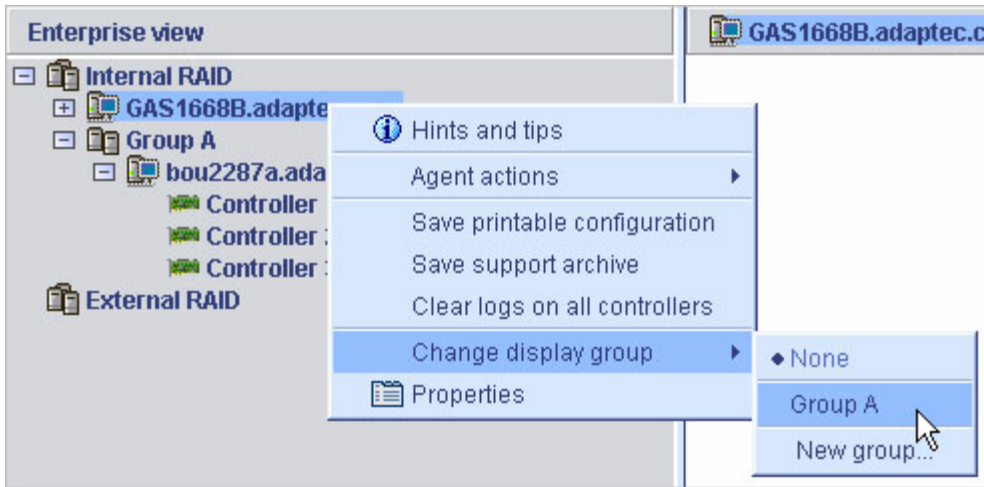 Enterprise view
GAS1668B.adaptec.c
Internal RAID
GAS1668B.adapte
Group A
bou2287a.ada
Controller
Controller
Controller
External RAID
Hints and tips
Agent actions
Save printable configuration
Save support archive
Clear logs on all controllers
Change display group
Properties
None
Group A
New group...